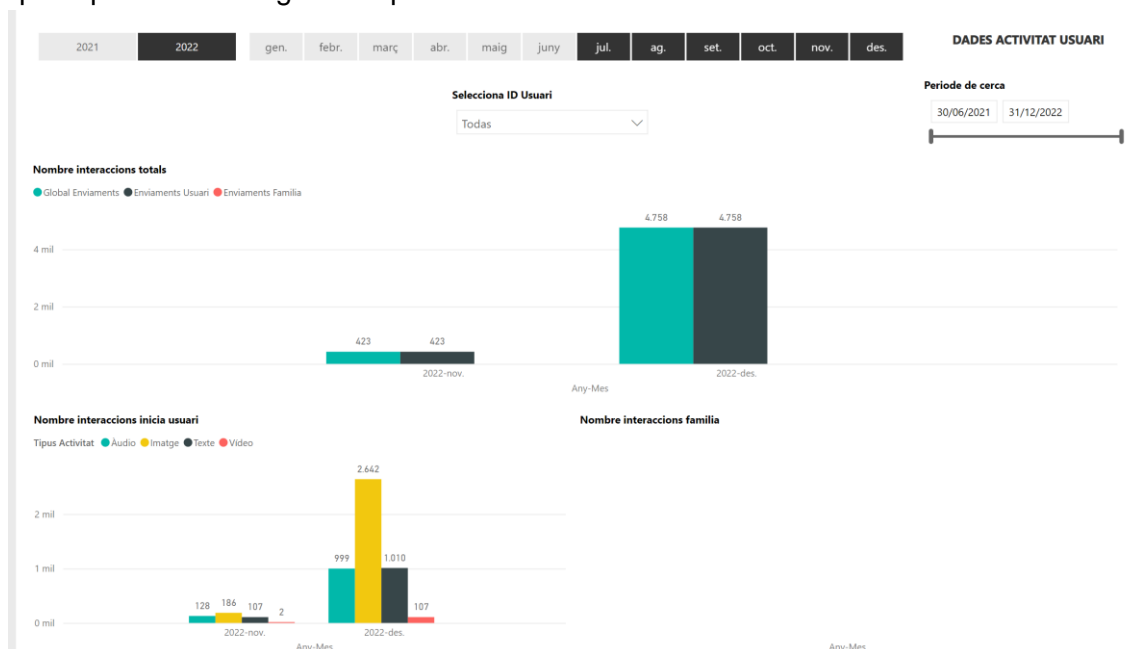 2021 2022 gen. febr. març abr. maig juny jul. ag. set. oct. nov. des. DADES ACTIVITAT USUARI
Periode de cerca
Selecciona ID Usuari
30/06/2021 31/12/2022
Todas
Nombre interaccions totals
Global Enviaments Enviaments Usuari Enviaments Familia
4.758 4.758
4 mil
2 mil
423 423
0 mil
2022-nov. 2022-des.
Any-Mes
Nombre interaccions inicia usuari
Tipus Activitat Àudio Imatge Texte Vídeo
2.642
2 mil
999 1.010
1 mil
128 186 107 2 107
0 mil
2022-nov. 2022-des.
Any-Mes
Nombre interaccions familia
Any-Mes